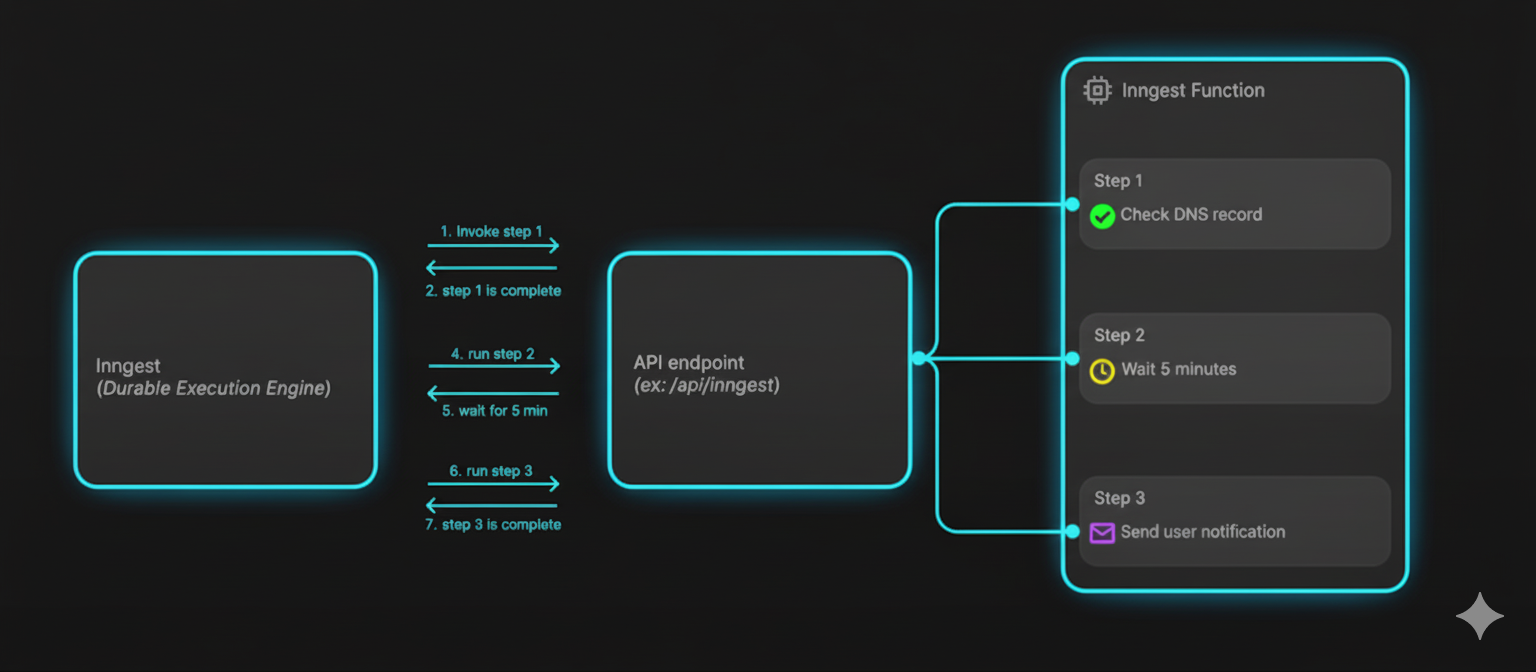 Inngest
(Durable Execution Engine)
1. Invoke step 1
2. step 1 is complete
4. run step 2
5. wait for 5 min
6. run step 3
7. step 3 is complete
API endpoint
(ex: /api/inngest)
Inngest Function
Step 1
Check DNS record
Step 2
Wait 5 minutes
Step 3
Send user notification